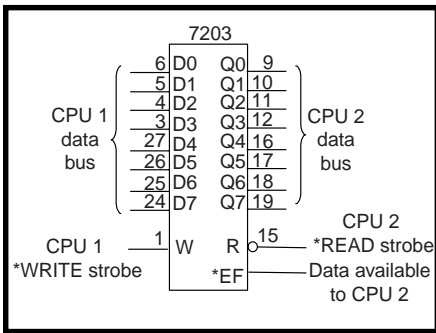 7203
6 D0 Q0 9
5 D1 Q1 10
4 D2 Q2 11
3 D3 Q3 12
27 D4 Q4 16
26 D5 Q5 17
25 D6 Q6 18
24 D7 Q7 19
CPU 1
data
bus
CPU 2
data
bus
CPU 1
*WRITE strobe
1 W R 15
CPU 2
*READ strobe
*EF
Data available
to CPU 2